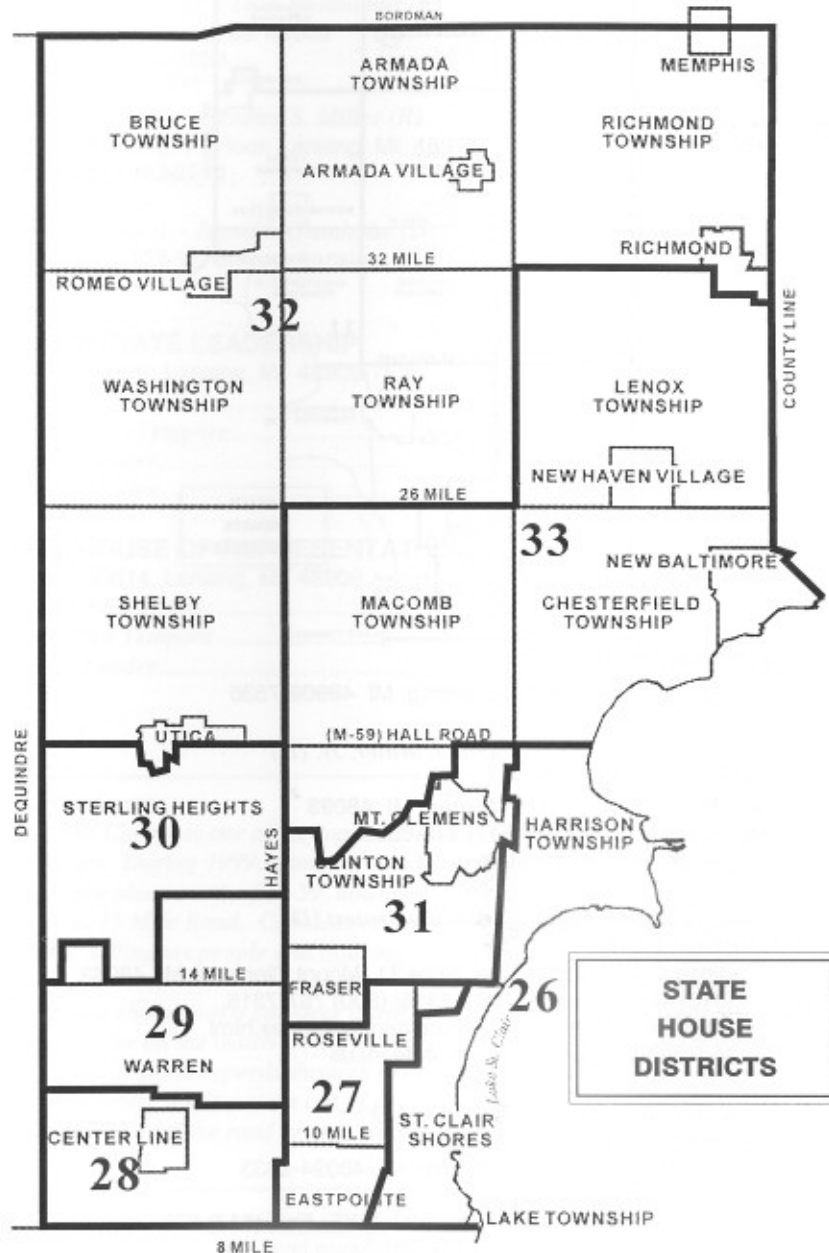 BORDMAN
ARMADA
TOWNSHIP
MEMPHIS
BRUCE
TOWNSHIP
RICHMOND
TOWNSHIP
ARMADA VILLAGE
RICHMOND
32 MILE
ROMEO VILLAGE
32
COUNTY LINE
WASHINGTON
TOWNSHIP
RAY
TOWNSHIP
LENOX
TOWNSHIP
NEW HAVEN VILLAGE
26 MILE
33
NEW BALTIMORE
SHELBY
TOWNSHIP
MACOMB
TOWNSHIP
CHESTERFIELD
TOWNSHIP
UTICA
(M-59) HALL ROAD
DEQUINDRE
STERLING HEIGHTS
30
HAYES
MT. CLEMENS
HARRISON
TOWNSHIP
CLINTON
TOWNSHIP
31
14 MILE
FRASER
26
STATE
HOUSE
DISTRICTS
29
WARREN
ROSEVILLE
Lake St. Clair
27
10 MILE
ST. CLAIR
SHORES
CENTER LINE
28
EASTPOINTE
LAKE TOWNSHIP
8 MILE